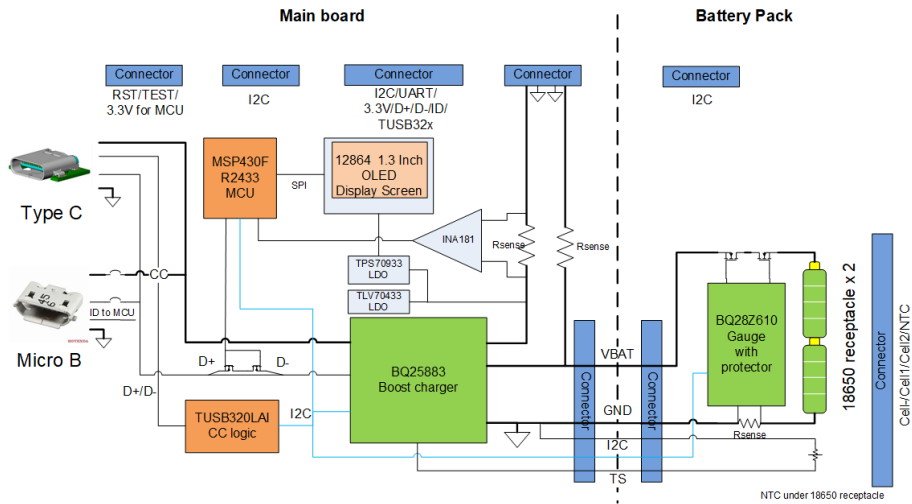 Main board
Battery Pack
Connector
RST/TEST/
3.3V for MCU
Connector
I2C
Connector
I2C/UART/
3.3V/D+/D-/ID/
TUSB32x
Connector
Connector
I2C
Type C
MSP430F
R2433
MCU
SPI
12864 1.3 Inch
OLED
Display Screen
INA181
Rsense
Rsense
TPS70933
LDO
TLV70433
LDO
CC
ID to MCU
Micro B
D+
D-
D+/D-
TUSB320LAI
CC logic
I2C
BQ25883
Boost charger
VBAT
GND
I2C
TS
Connector
Connector
BQ28Z610
Gauge
with
protector
Rsense
18650 receptacle x 2
Connector
Cell-/Cell1/Cell2/NTC
NTC under 18650 receptacle